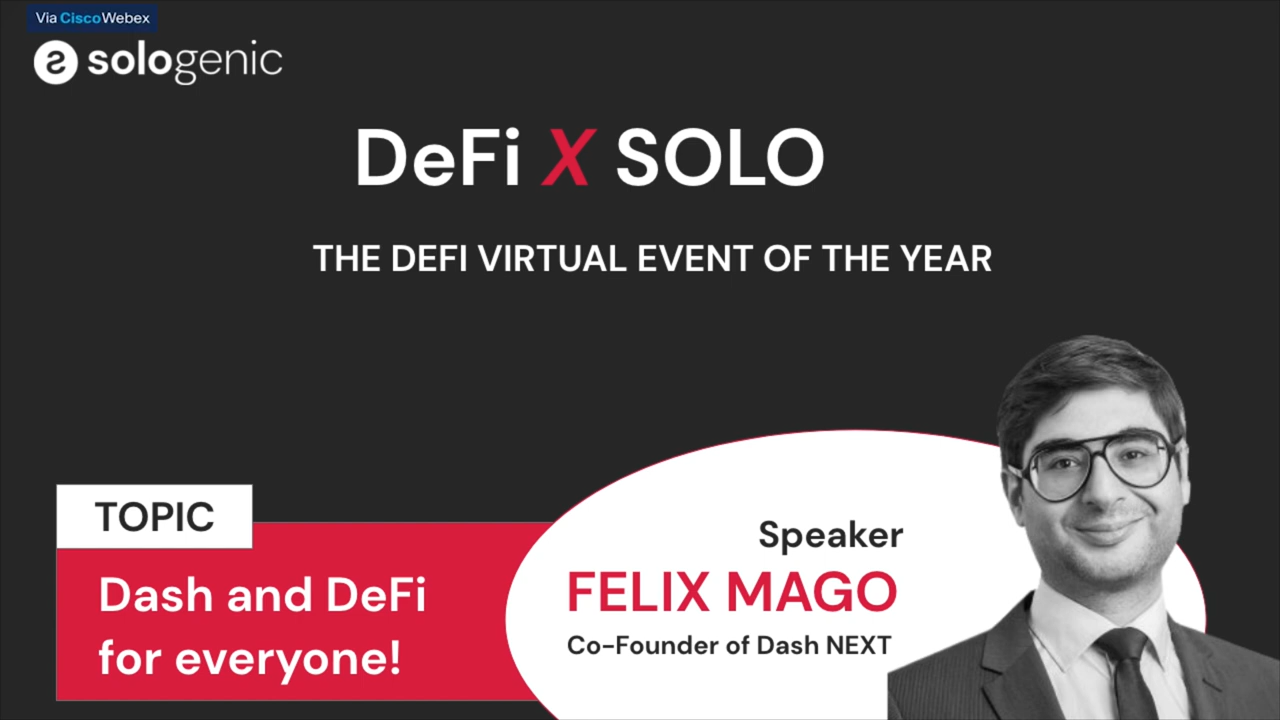 Via CiscoWebex
sologenic
DeFi X SOLO
THE DEFI VIRTUAL EVENT OF THE YEAR
TOPIC
Dash and DeFi
for everyone!
Speaker
FELIX MAGO
Co-Founder of Dash NEXT